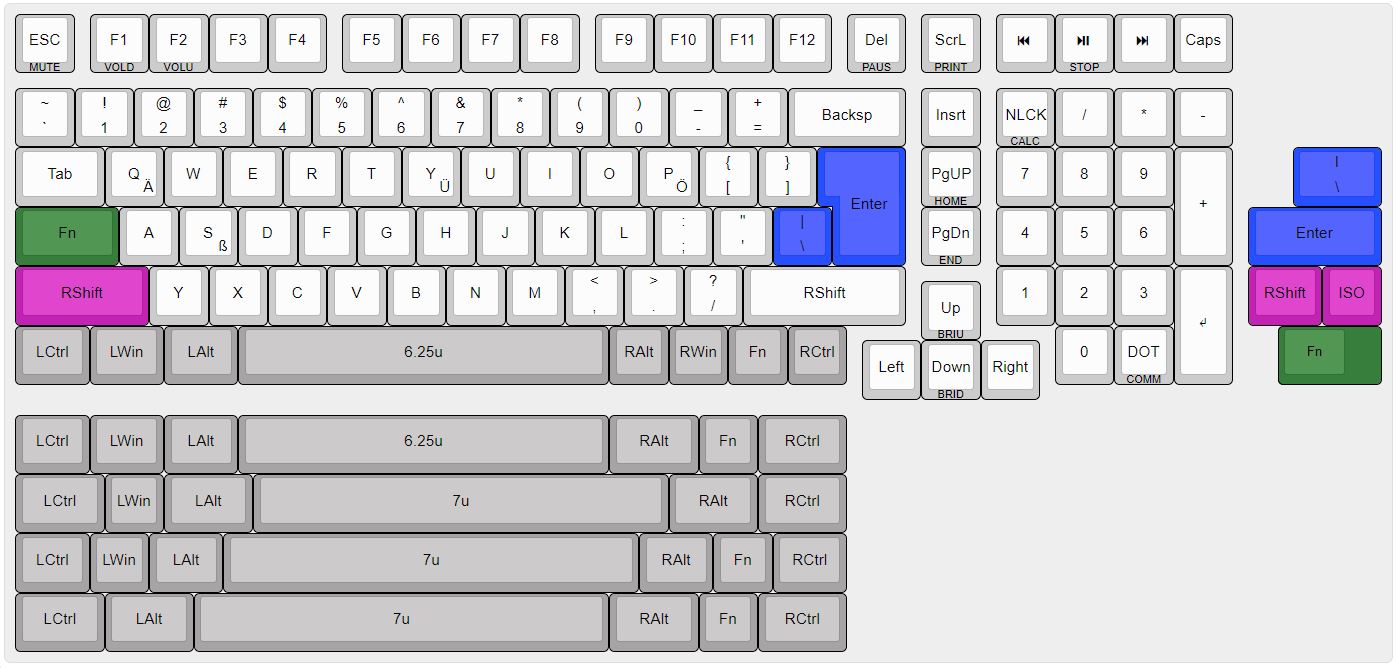 ESC F1 F2 F3 F4 F5 F6 F7 F8 F9 F10 F11 F12 Del ScrL ⏮ ⏯ ⏭ Caps
MUTE VOLD VOLU PAUS PRINT STOP
~ ! @ # $ % ^ & * ( ) _ +
` 1 2 3 4 5 6 7 8 9 0 - = Backsp Insrt NLCK / * -
CALC
Tab Q Ä W E R T Y Ü U I O P Ö { [ } ] PgUP 7 8 9 | \
HOME
Fn A S ß D F G H J K L : ; " ' | \ Enter PgDn 4 5 6 + Enter
END
RShift Y X C V B N M < , > . ? / RShift Up 1 2 3 RShift ISO
BRIU
LCtrl LWin LAlt 6.25u RAlt RWin Fn RCtrl Left Down Right 0 DOT ↲ Fn
BRID COMM
LCtrl LWin LAlt 6.25u RAlt Fn RCtrl
LCtrl LWin LAlt 7u RAlt RCtrl
LCtrl LWin LAlt 7u RAlt Fn RCtrl
LCtrl LAlt 7u RAlt Fn RCtrl